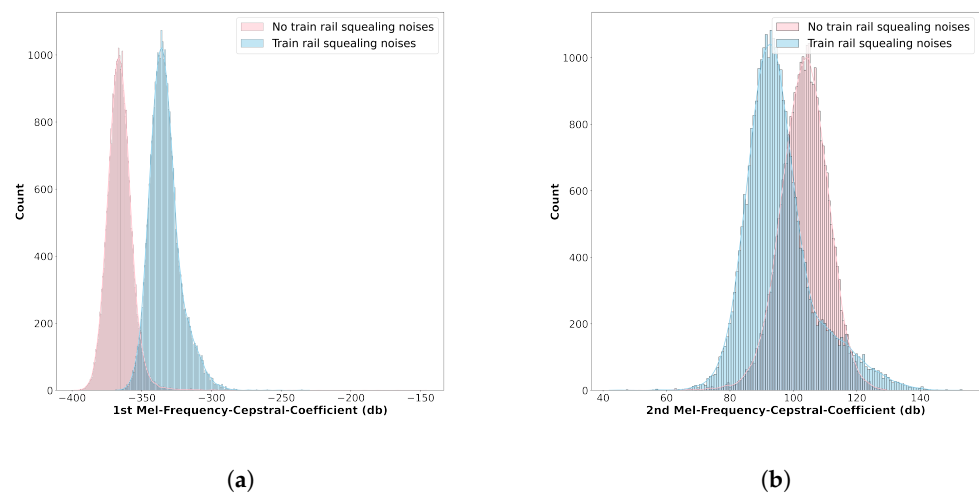 No train rail squealing noises
Train rail squealing noises
1000
800
600
400
200
0
Count
−400
−350
−300
−250
−200
−150
1st Mel-Frequency-Cepstral-Coefficient (db)
(a)
No train rail squealing noises
Train rail squealing noises
1000
800
600
400
200
0
Count
40
60
80
100
120
140
2nd Mel-Frequency-Cepstral-Coefficient (db)
(b)